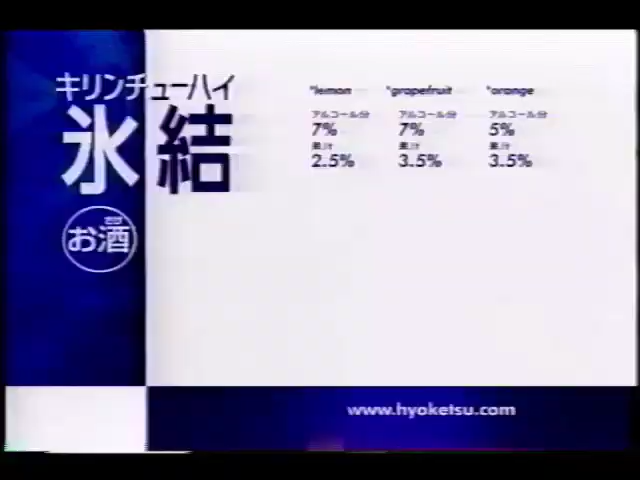 キリンチューハイ
氷結
さけ
お酒
*lemon *grapefruit *orange
アルコール分 アルコール分 アルコール分
7% 7% 5%
果汁 果汁 果汁
2.5% 3.5% 3.5%
www.hyoketsu.com